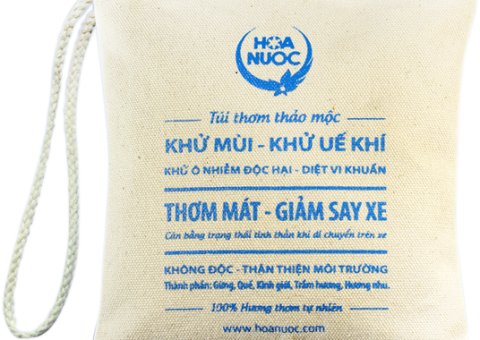 HOA
NUOC
Túi thơm thảo mộc
KHỬ MÙI - KHỬ UẾ KHÍ
KHỬ Ô NHIỄM ĐỘC HẠI - DIỆT VI KHUẨN
THƠM MÁT - GIẢM SAY XE
Cân bằng trạng thái tinh thần khi di chuyển trên xe
KHÔNG ĐỘC - THÂN THIỆN MÔI TRƯỜNG
Thành phần: Gừng, Quế, Kinh giới, Trầm hương, Hương nhu.
100% Hương thơm tự nhiên
www.hoanuoc.com